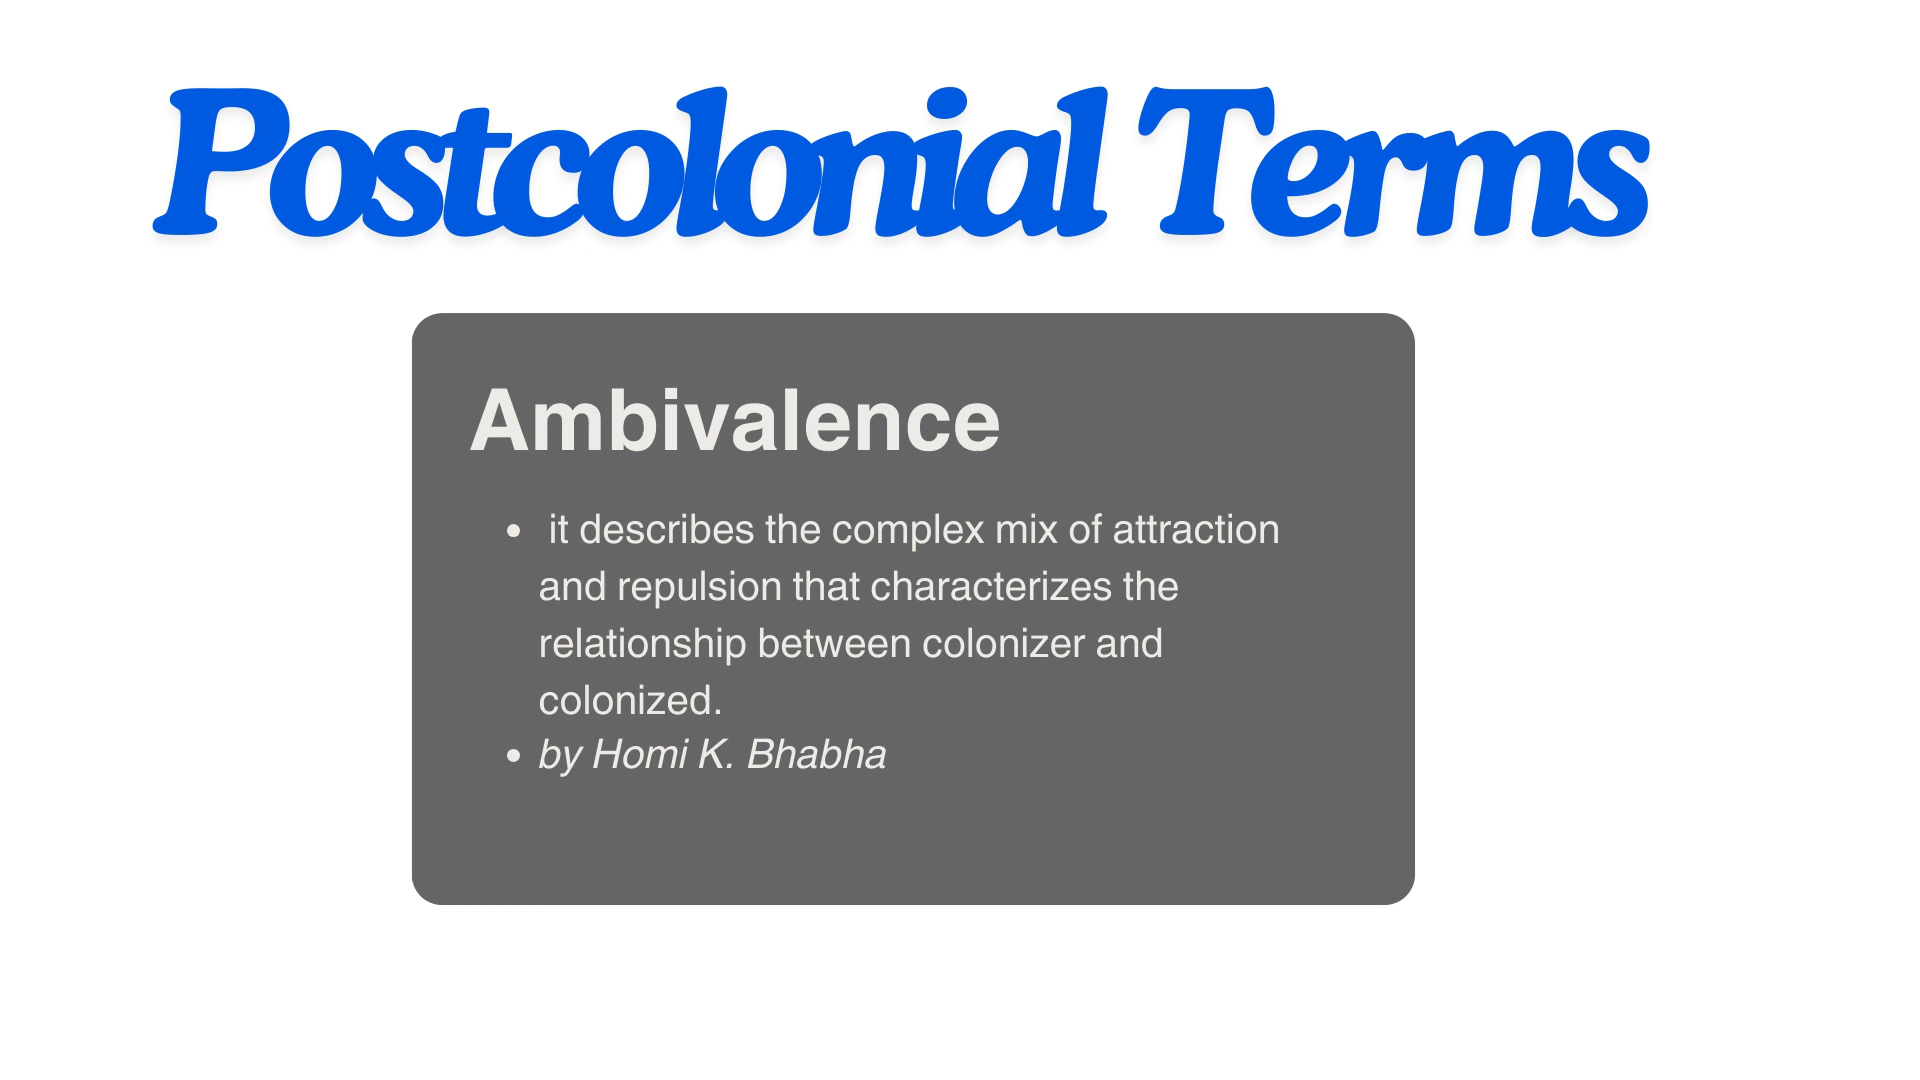 Postcolonial Terms
Ambivalence
• it describes the complex mix of attraction
and repulsion that characterizes the
relationship between colonizer and
colonized.
• by Homi K. Bhabha